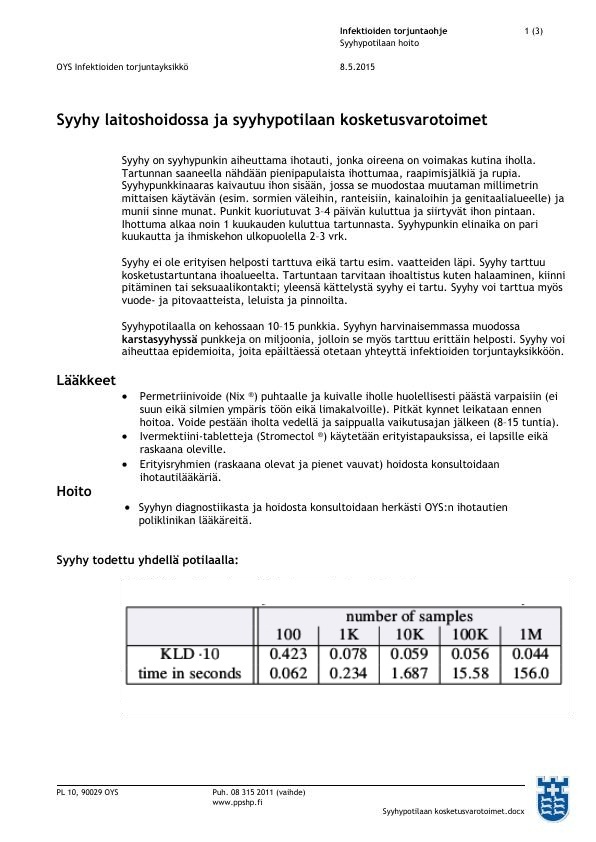 Infektioiden torjuntaohje 1 (3)
Syyhypotilaan hoito
OYS Infektioiden torjuntayksikkö 8.5.2015
Syyhy laitoshoidossa ja syyhypotilaan kosketusvarotoimet
Syyhy on syyhypunkin aiheuttama ihotauti, jonka oireena on voimakas kutina iholla.
Tartunnan saaneella nähdään pienipapulaista ihottumaa, raapimisjälkiä ja rupia.
Syyhypunkkinaaras kaivautuu ihon sisään, jossa se muodostaa muutaman millimetrin
mittaisen käytävän (esim. sormien väleihin, ranteisiin, kainaloihin ja genitaalialueelle) ja
munii sinne munat. Punkit kuoriutuvat 3-4 päivän kuluttua ja siirtyvät ihon pintaan.
Ihottuma alkaa noin 1 kuukauden kuluttua tartunnasta. Syyhypunkin elinaika on pari
kuukautta ja ihmiskehon ulkopuolella 2-3 vrk.
Syyhy ei ole erityisen helposti tarttuva eikä tartu esim. vaatteiden läpi. Syyhy tarttuu
kosketustartuntana ihoalueelta. Tartuntaan tarvitaan ihoaltistus kuten halaaminen, kiinni
pitäminen tai seksuaalikontakti; yleensä kättelystä syyhy ei tartu. Syyhy voi tarttua myös
vuode- ja pitovaatteista, leluista ja pinnoilta.
Syyhypotilaalla on kehossaan 10-15 punkkia. Syyhyn harvinaisemmassa muodossa
karstasyyhyssä punkkeja on miljoonia, jolloin se myös tarttuu erittäin helposti. Syyhy voi
aiheuttaa epidemioita, joita epäiltäessä otetaan yhteyttä infektioiden torjuntayksikköön.
Lääkkeet
• Permetriinivoide (Nix ®) puhtaalle ja kuivalle iholle huolellisesti päästä varpaisiin (ei
suun eikä silmien ympäris töön eikä limakalvoille). Pitkät kynnet leikataan ennen
hoitoa. Voide pestään iholta vedellä ja saippualla vaikutusajan jälkeen (8-15 tuntia).
• Ivermektiini-tabletteja (Stromectol ®) käytetään erityistapauksissa, ei lapsille eikä
raskaana oleville.
• Erityisryhmien (raskaana olevat ja pienet vauvat) hoidosta konsultoidaan
ihotautilääkäriä.
Hoito
• Syyhyn diagnostiikasta ja hoidosta konsultoidaan herkästi OYS:n ihotautien
poliklinikan lääkäreitä.
Syyhy todettu yhdellä potilaalla:
number of samples
100 1K 10K 100K 1M
KLD ·10 0.423 0.078 0.059 0.056 0.044
time in seconds 0.062 0.234 1.687 15.58 156.0
PL 10, 90029 OYS Puh. 08 315 2011 (vaihde)
www.ppshp.fi
Syyhypotilaan kosketusvarotoimet.docx